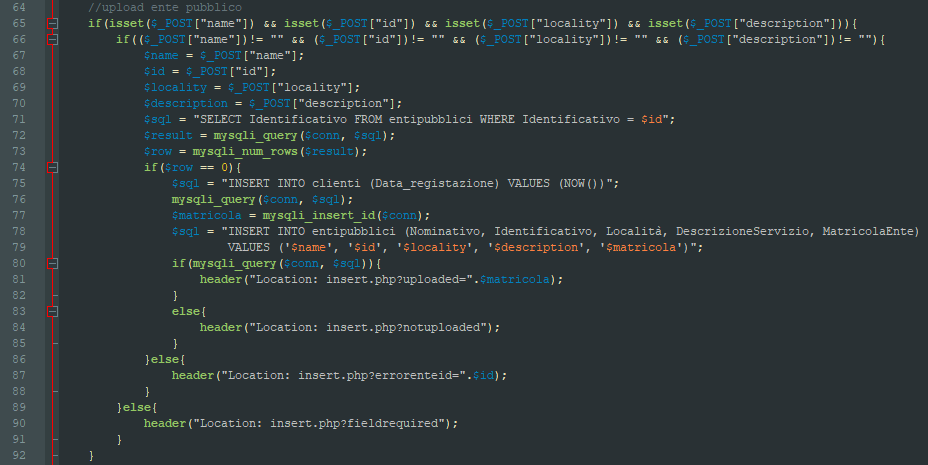 64 //upload ente pubblico
65 if(isset($_POST["name"]) && isset($_POST["id"]) && isset($_POST["locality"]) && isset($_POST["description"])){
66 if(($_POST["name"])!= "" && ($_POST["id"])!= "" && ($_POST["locality"])!= "" && ($_POST["description"])!= ""){
67 $name = $_POST["name"];
68 $id = $_POST["id"];
69 $locality = $_POST["locality"];
70 $description = $_POST["description"];
71 $sql = "SELECT Identificativo FROM entipubblici WHERE Identificativo = $id";
72 $result = mysqli_query($conn, $sql);
73 $row = mysqli_num_rows($result);
74 if($row == 0){
75 $sql = "INSERT INTO clienti (Data_registazione) VALUES (NOW())";
76 mysqli_query($conn, $sql);
77 $matricola = mysqli_insert_id($conn);
78 $sql = "INSERT INTO entipubblici (Nominativo, Identificativo, Località, DescrizioneServizio, MatricolaEnte)
79 VALUES ('$name', '$id', '$locality', '$description', '$matricola')";
80 if(mysqli_query($conn, $sql)){
81 header("Location: insert.php?uploaded=".$matricola);
82 }
83 else{
84 header("Location: insert.php?notuploaded");
85 }
86 }else{
87 header("Location: insert.php?errorenteid=".$id);
88 }
89 }else{
90 header("Location: insert.php?fieldrequired");
91 }
92 }